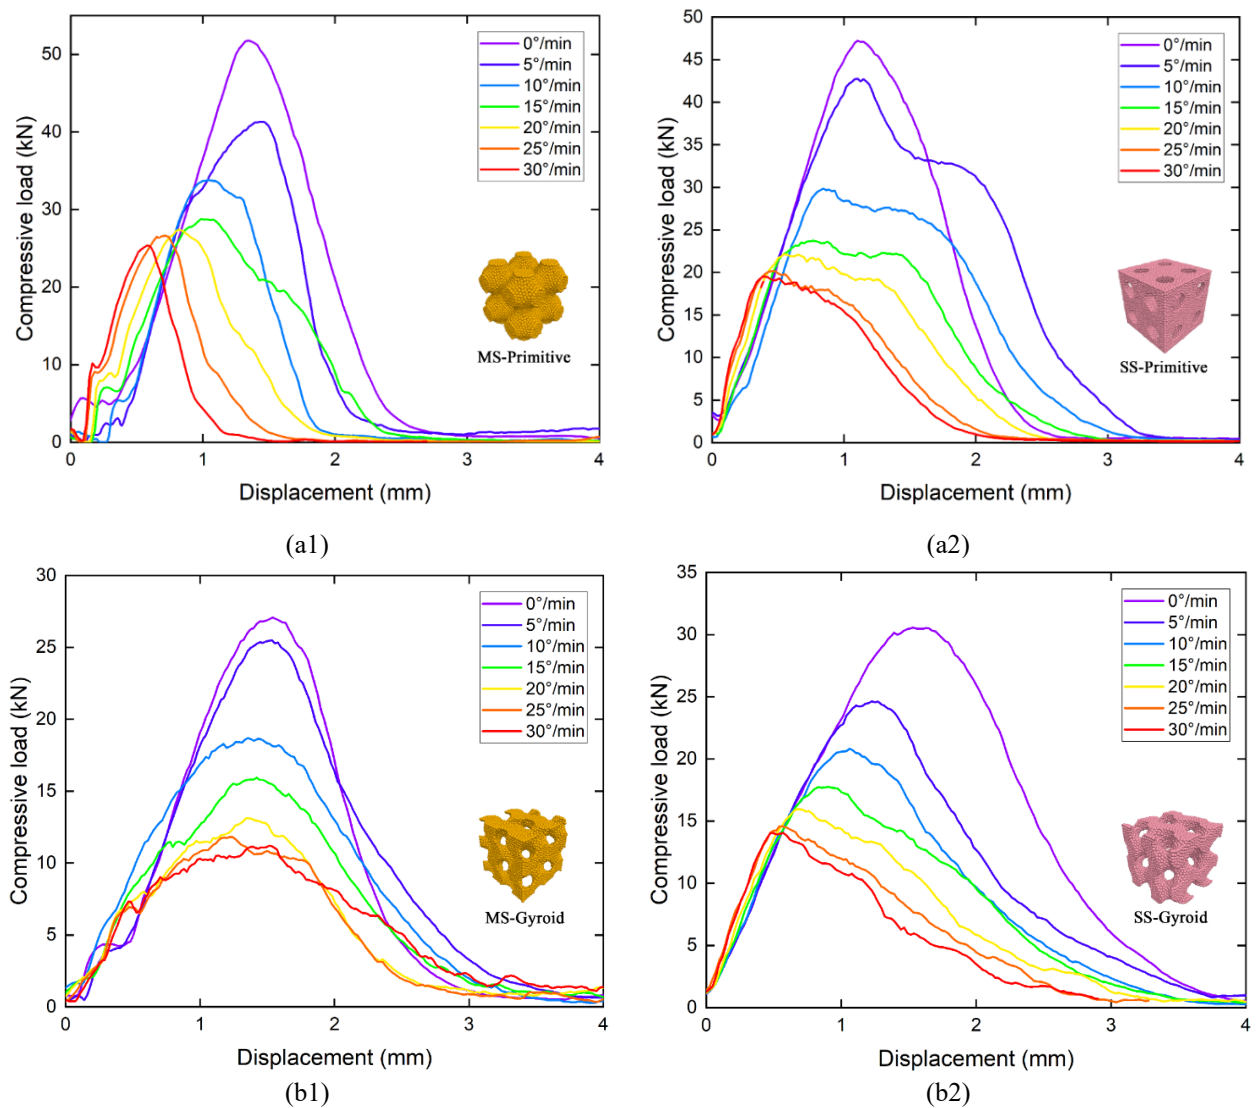 50
40
30
20
10
0
Compressive load (kN)
0°/min
5°/min
10°/min
15°/min
20°/min
25°/min
30°/min
MS-Primitive
0 1 2 3 4
Displacement (mm)
(a1)
50
45
40
35
30
25
20
15
10
5
0
Compressive load (kN)
0°/min
5°/min
10°/min
15°/min
20°/min
25°/min
30°/min
SS-Primitive
0 1 2 3 4
Displacement (mm)
(a2)
30
25
20
15
10
5
0
Compressive load (kN)
0°/min
5°/min
10°/min
15°/min
20°/min
25°/min
30°/min
MS-Gyroid
0 1 2 3 4
Displacement (mm)
(b1)
35
30
25
20
15
10
5
0
Compressive load (kN)
0°/min
5°/min
10°/min
15°/min
20°/min
25°/min
30°/min
SS-Gyroid
0 1 2 3 4
Displacement (mm)
(b2)